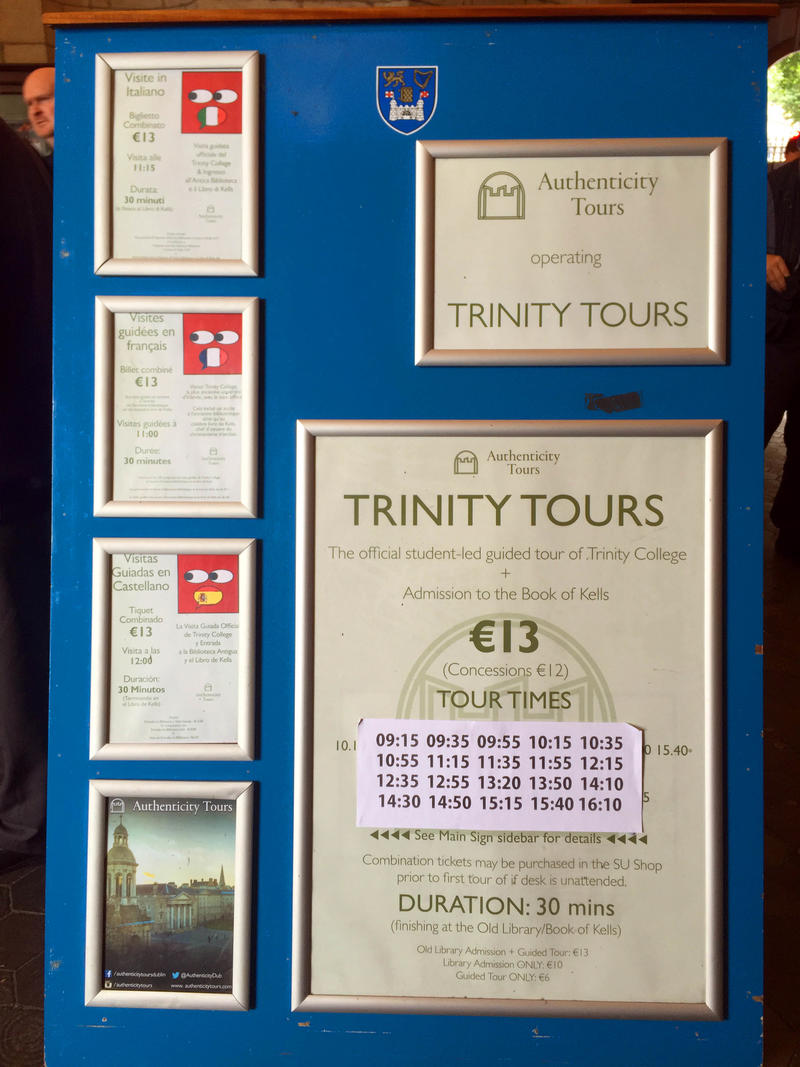 Visite in
Italiano
Biglietto
Combinato
€13
Visita alle
11:15
Durata:
30 minuti
Visita guidata
ufficiale del
Trinity College
& Ingresso
all'Antica Biblioteca
e il Libro di Kells
Visites
guidées en
français
Billet combiné
€13
Visites guidées à
11:00
Durée:
30 minutes
Visitas
Guiadas en
Castellano
Tiquet
Combinado
€13
Visita a las
12:00
Duración:
30 Minutos
(Terminando en
el Libro de Kells)
La Visita Guiada Oficial
de Trinity College
y Entrada
a la Biblioteca Antigua
y el Libro de Kells
Authenticity Tours
/authenticitytoursdublin @AuthenticityDub
/authenticitytours www.authenticitytours.com
Authenticity
Tours
operating
TRINITY TOURS
Authenticity
Tours
TRINITY TOURS
The official student-led guided tour of Trinity College
+
Admission to the Book of Kells
€13
(Concessions €12)
TOUR TIMES
10.1
0 15.40
09:15 09:35 09:55 10:15 10:35
10:55 11:15 11:35 11:55 12:15
12:35 12:55 13:20 13:50 14:10
14:30 14:50 15:15 15:40 16:10
5
See Main Sign sidebar for details
Combination tickets may be purchased in the SU Shop
prior to first tour of if desk is unattended.
DURATION: 30 mins
(finishing at the Old Library/Book of Kells)
Old Library Admission + Guided Tour: €13
Library Admission ONLY: €10
Guided Tour ONLY: €6